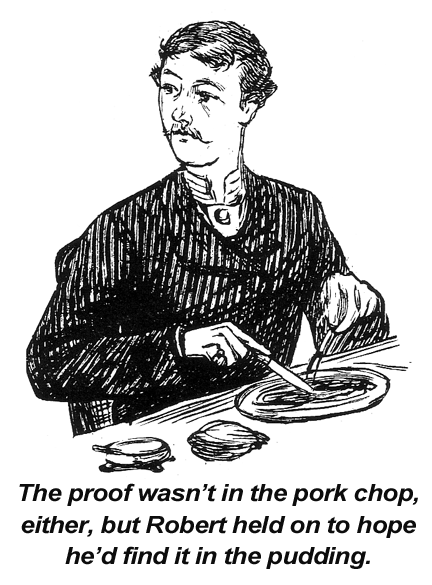 The proof wasn’t in the pork chop,
either, but Robert held on to hope
he’d find it in the pudding.